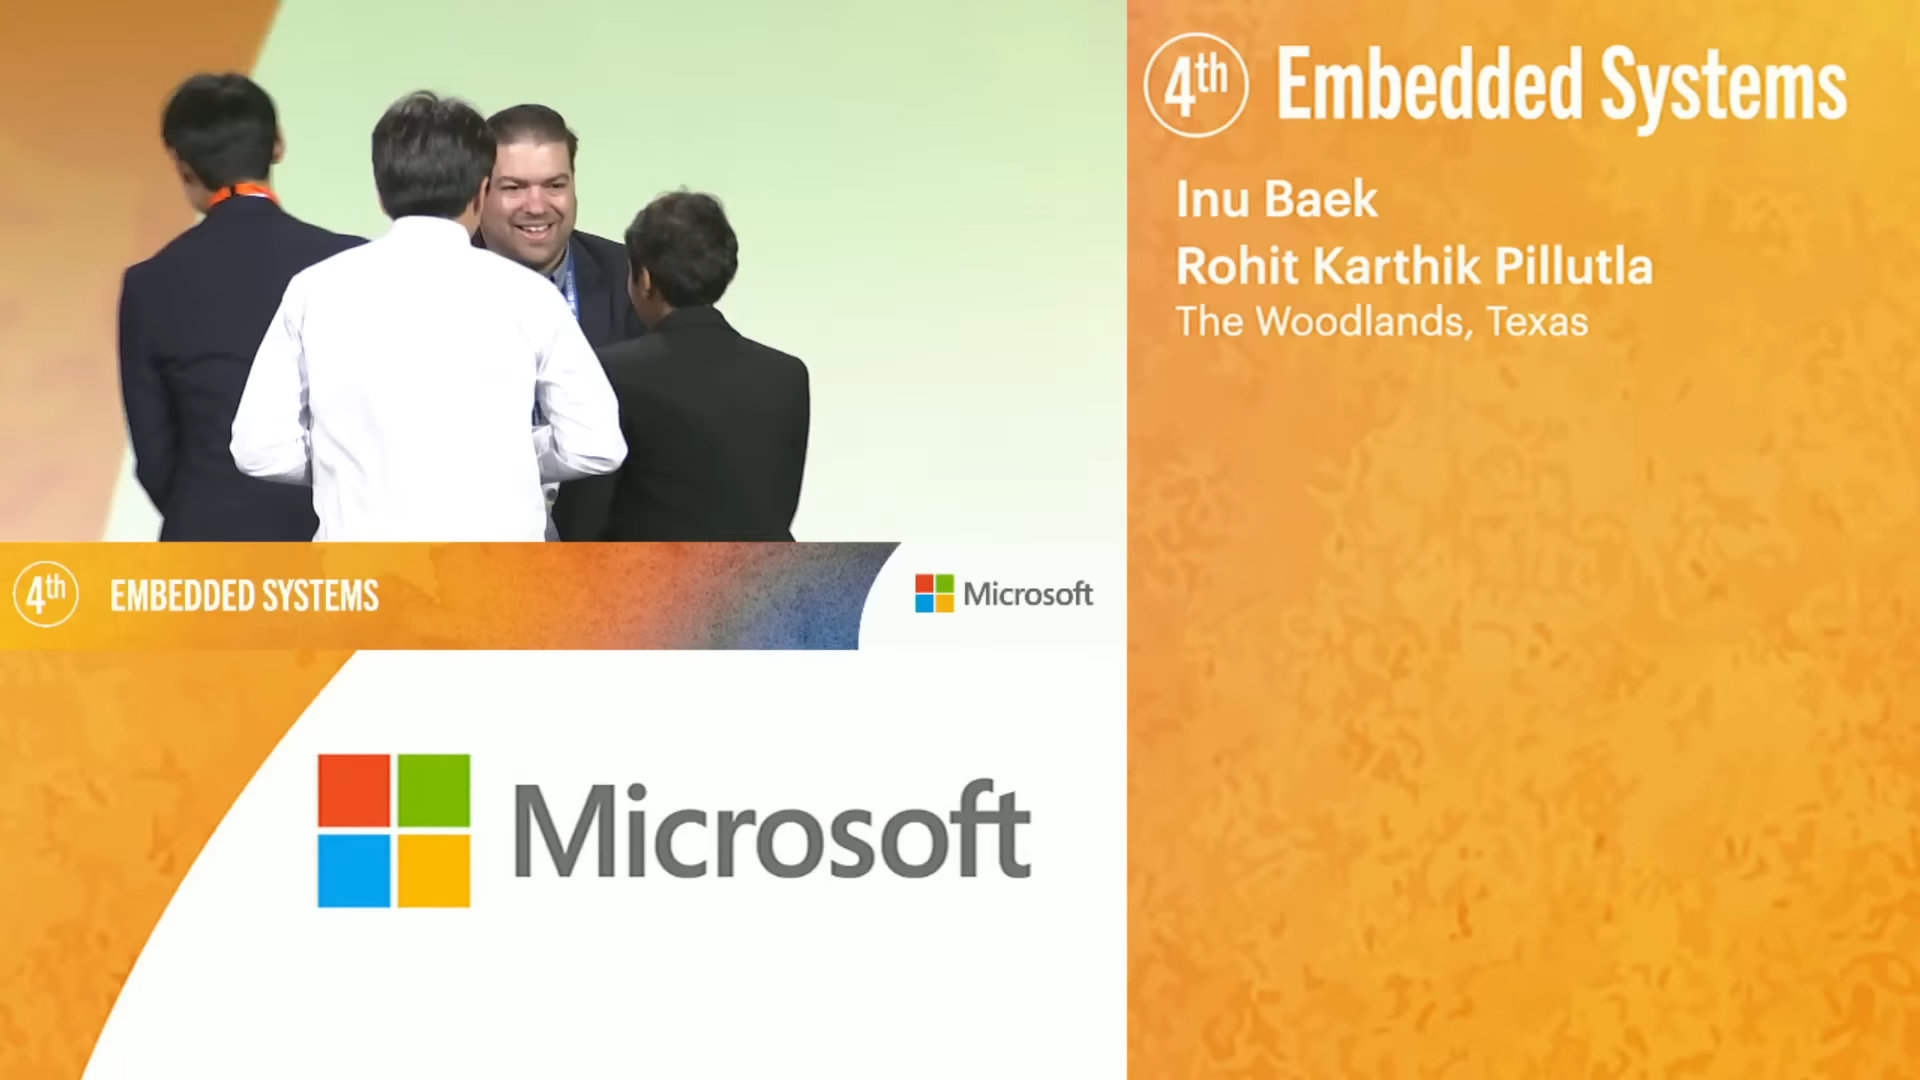 4th Embedded Systems
Inu Baek
Rohit Karthik Pillutla
The Woodlands, Texas
4th EMBEDDED SYSTEMS
Microsoft
Microsoft